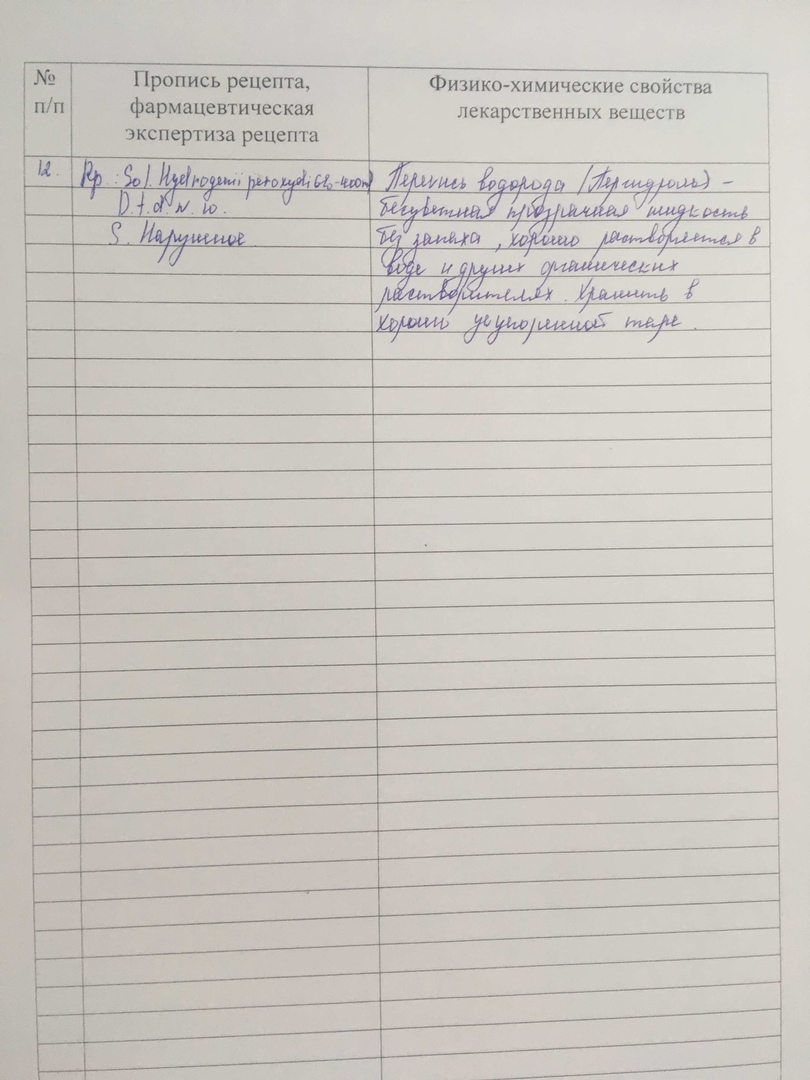 №
п/п
Пропись рецепта,
фармацевтическая
экспертиза рецепта
Физико-химические свойства
лекарственных веществ
12.
Rp.: Sol. Hydrogenii peroxydi 6% - 400ml
D.t.d. N. 10.
S. Наружное.
Перекись водорода (Пергидроль) -
бесцветная прозрачная жидкость
без запаха, хорошо растворяется в
воде и других органических
растворителях. Хранить в
хорошо укупоренной таре.